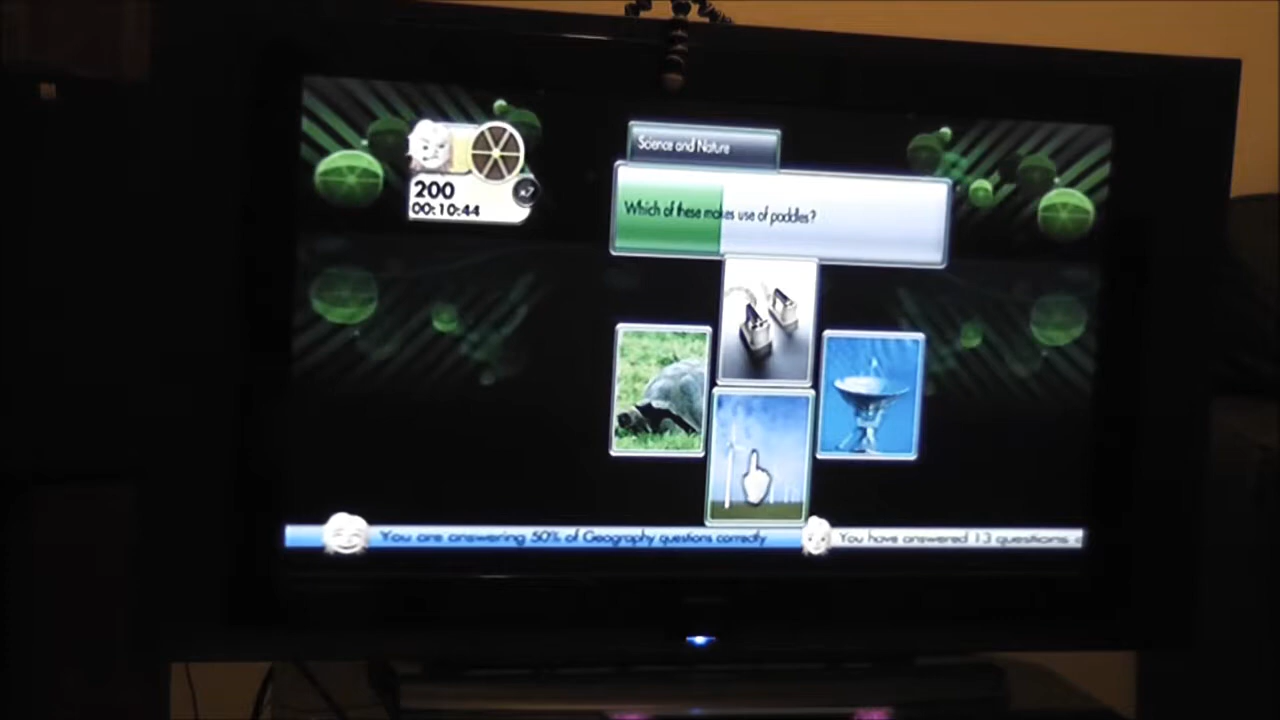 200
00:10:44
x2
Science and Nature
Which of these makes use of paddles?
You are answering 50% of Geography questions correctly
You have answered 13 questions